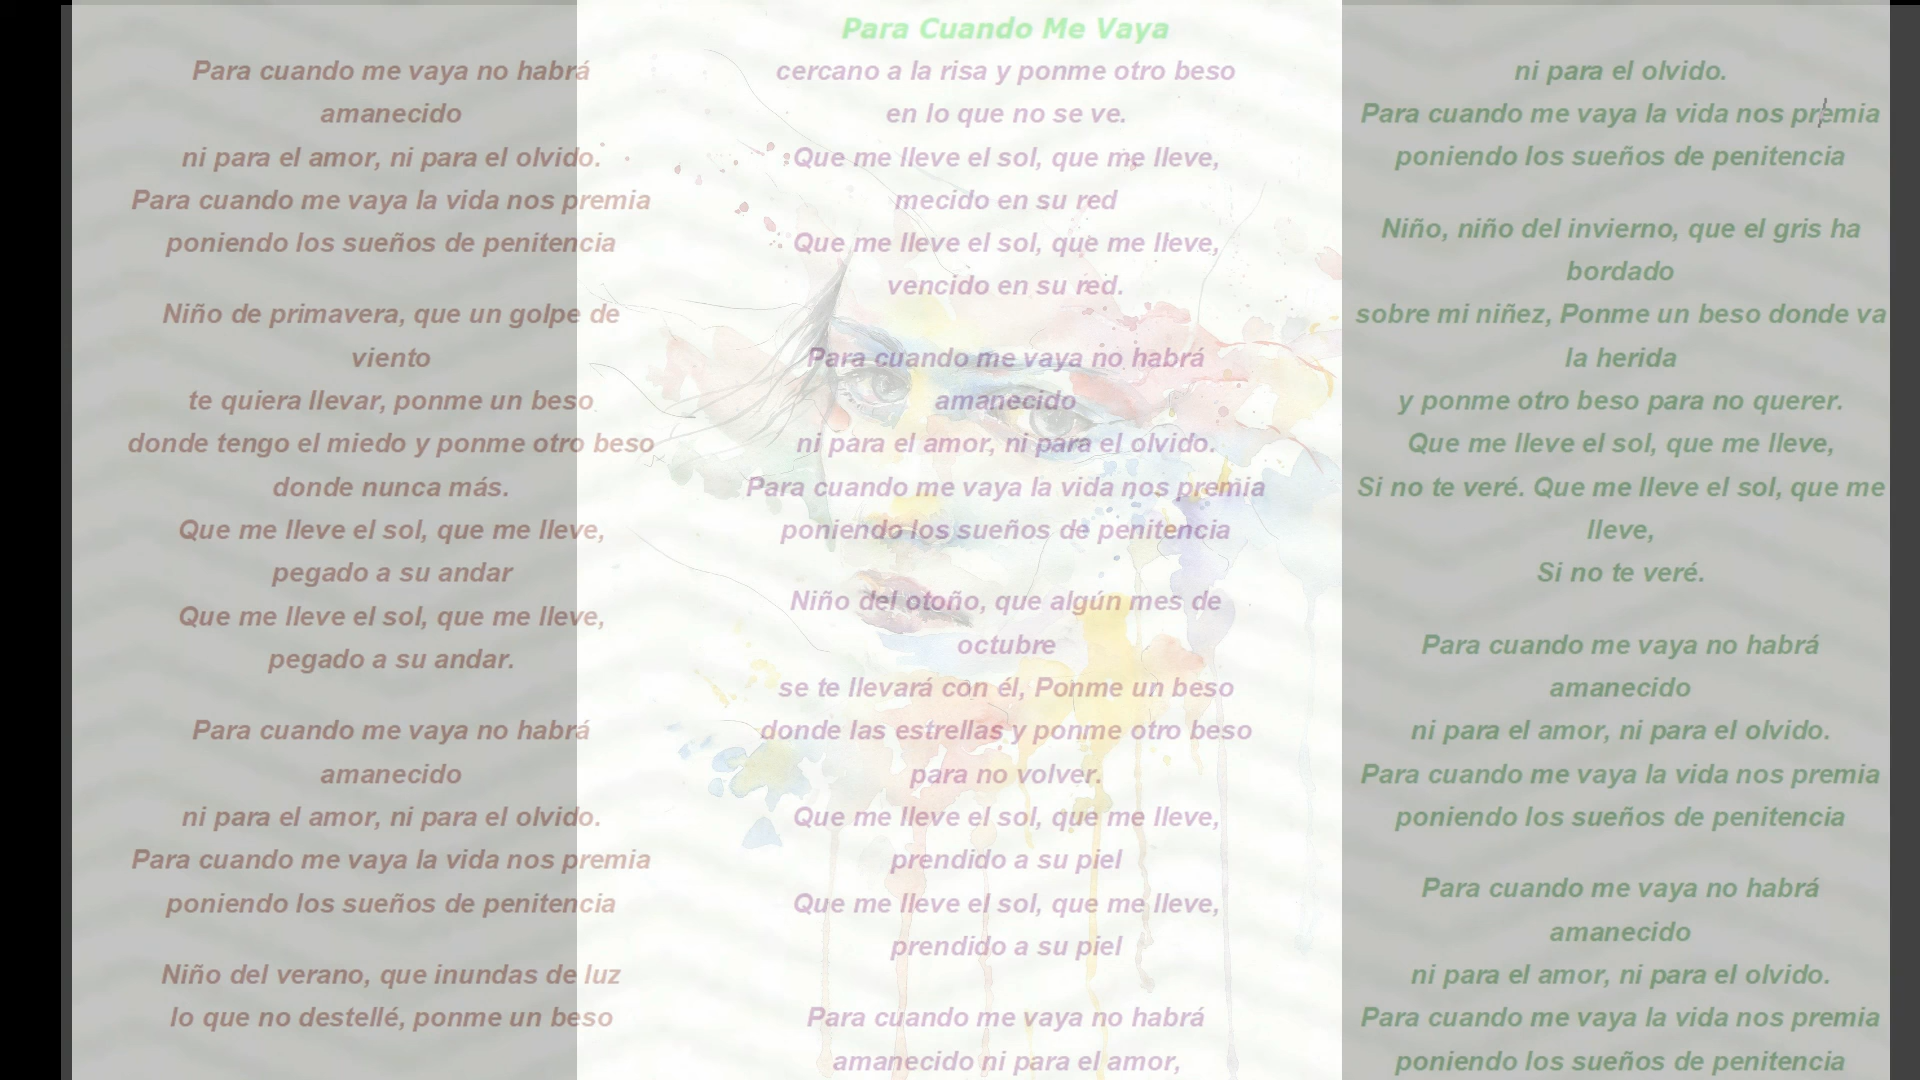 Para Cuando Me Vaya
Para cuando me vaya no habrá
amanecido
ni para el amor, ni para el olvido.
Para cuando me vaya la vida nos premia
poniendo los sueños de penitencia
Niño de primavera, que un golpe de
viento
te quiera llevar, ponme un beso
donde tengo el miedo y ponme otro beso
donde nunca más.
Que me lleve el sol, que me lleve,
pegado a su andar
Que me lleve el sol, que me lleve,
pegado a su andar.
Para cuando me vaya no habrá
amanecido
ni para el amor, ni para el olvido.
Para cuando me vaya la vida nos premia
poniendo los sueños de penitencia
Niño del verano, que inundas de luz
lo que no destellé, ponme un beso
cercano a la risa y ponme otro beso
en lo que no se ve.
Que me lleve el sol, que me lleve,
mecido en su red
Que me lleve el sol, que me lleve,
vencido en su red.
Para cuando me vaya no habrá
amanecido
ni para el amor, ni para el olvido.
Para cuando me vaya la vida nos premia
poniendo los sueños de penitencia
Niño del otoño, que algún mes de
octubre
se te llevará con él, Ponme un beso
donde las estrellas y ponme otro beso
para no volver.
Que me lleve el sol, que me lleve,
prendido a su piel
Que me lleve el sol, que me lleve,
prendido a su piel
Para cuando me vaya no habrá
amanecido ni para el amor,
ni para el olvido.
Para cuando me vaya la vida nos premia
poniendo los sueños de penitencia
Niño, niño del invierno, que el gris ha
bordado
sobre mi niñez, Ponme un beso donde va
la herida
y ponme otro beso para no querer.
Que me lleve el sol, que me lleve,
Si no te veré. Que me lleve el sol, que me
lleve,
Si no te veré.
Para cuando me vaya no habrá
amanecido
ni para el amor, ni para el olvido.
Para cuando me vaya la vida nos premia
poniendo los sueños de penitencia
Para cuando me vaya no habrá
amanecido
ni para el amor, ni para el olvido.
Para cuando me vaya la vida nos premia
poniendo los sueños de penitencia